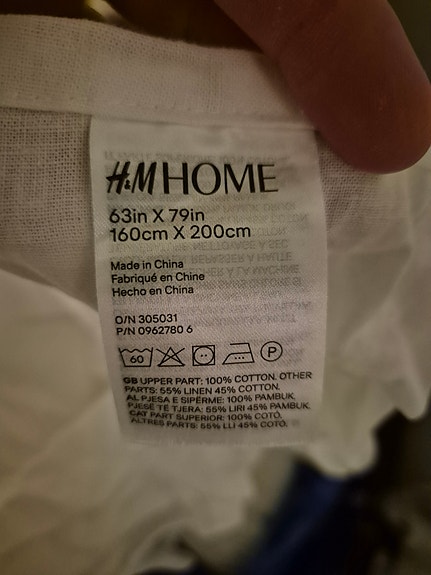 H&M HOME
63in X 79in
160cm X 200cm
Made in China
Fabriqué en Chine
Hecho en China
O/N 305031
P/N 0962780 6
60 P
GB UPPER PART: 100% COTTON. OTHER
PARTS: 55% LINEN 45% COTTON.
AL PJESA E SIPËRME: 100% PAMBUK.
PJESË TË TJERA: 55% LIRI 45% PAMBUK.
CAT PART SUPERIOR: 100% COTÓ.
ALTRES PARTS: 55% LLI 45% COTÓ.